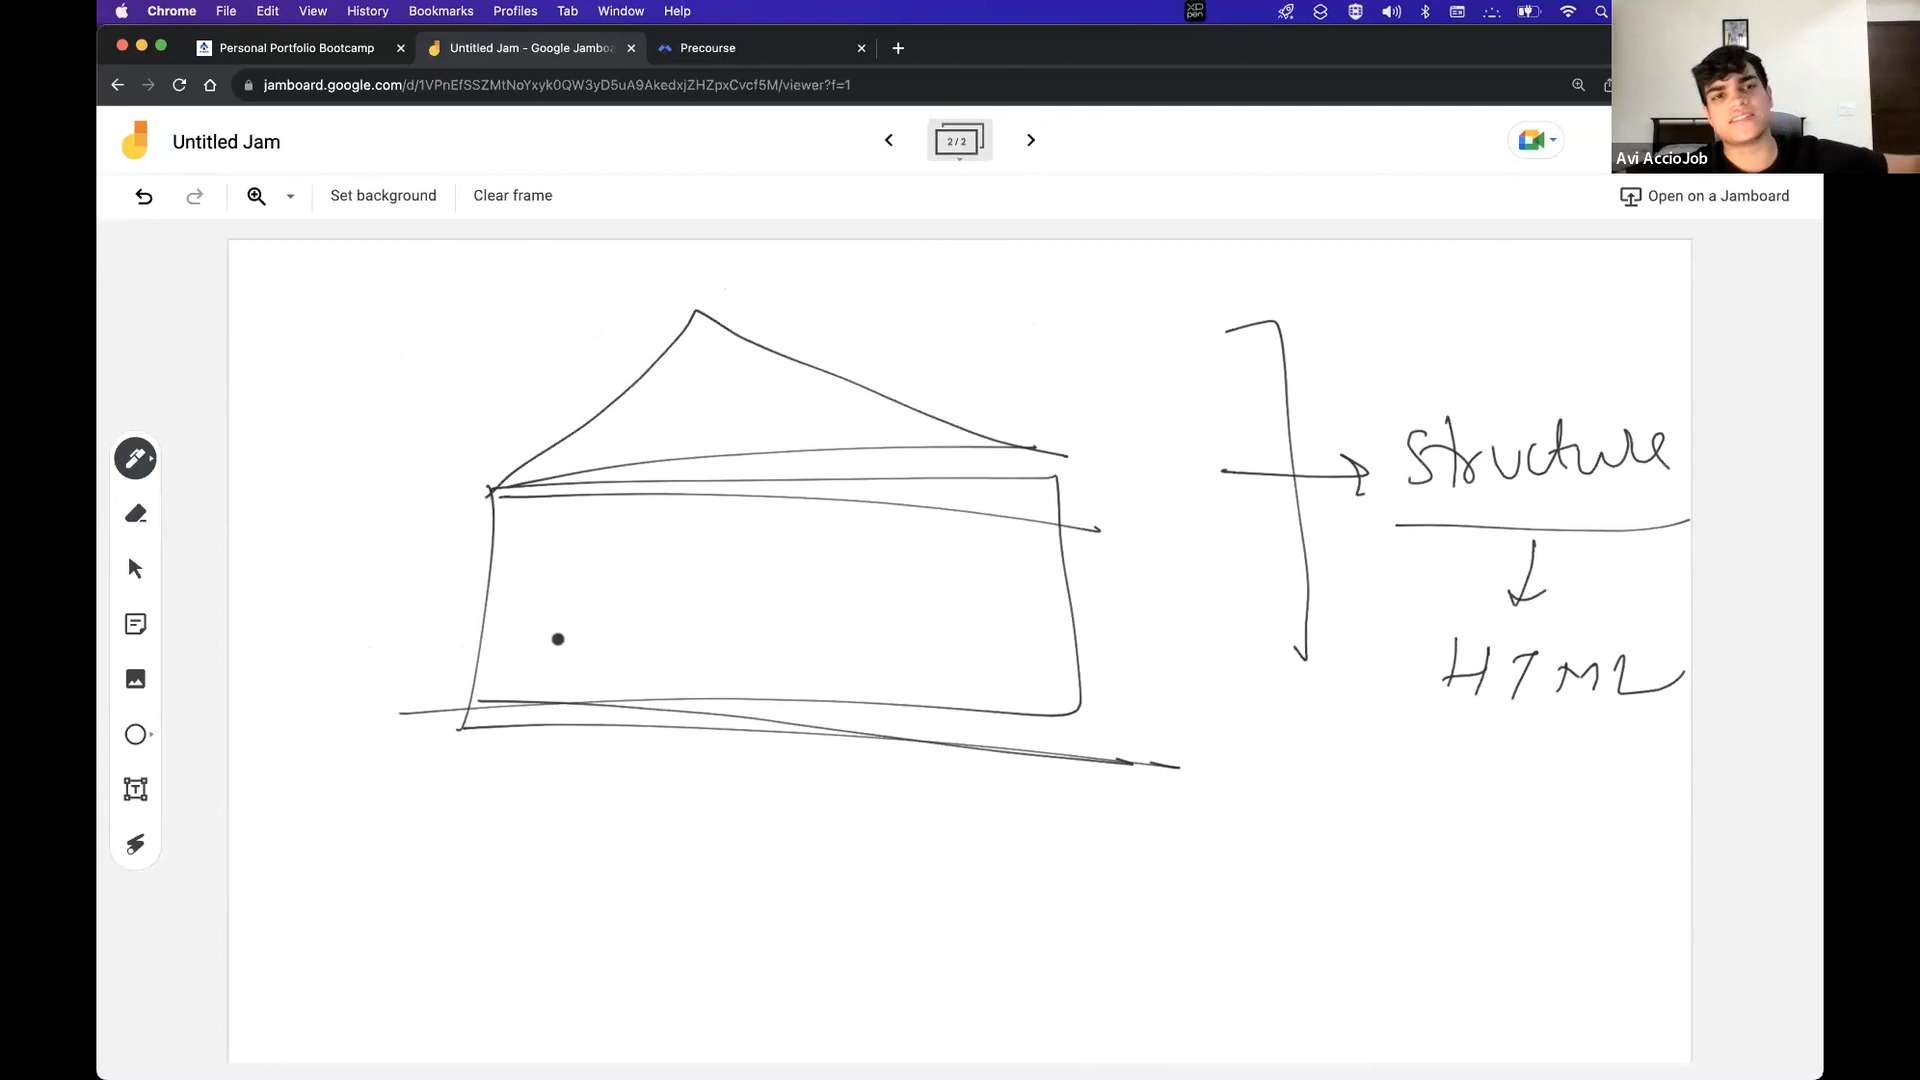 Chrome File Edit View History Bookmarks Profiles Tab Window Help
XP pen
Personal Portfolio Bootcamp
Untitled Jam - Google Jambo
Precourse
jamboard.google.com/d/1VPnEfSSZMtNoYxyk0QW3yD5uA9AkedxjZHZpxCvcf5M/viewer?f=1
Avi AccioJob
Untitled Jam
2/2
Set background
Clear frame
Open on a Jamboard
Structure
HTML